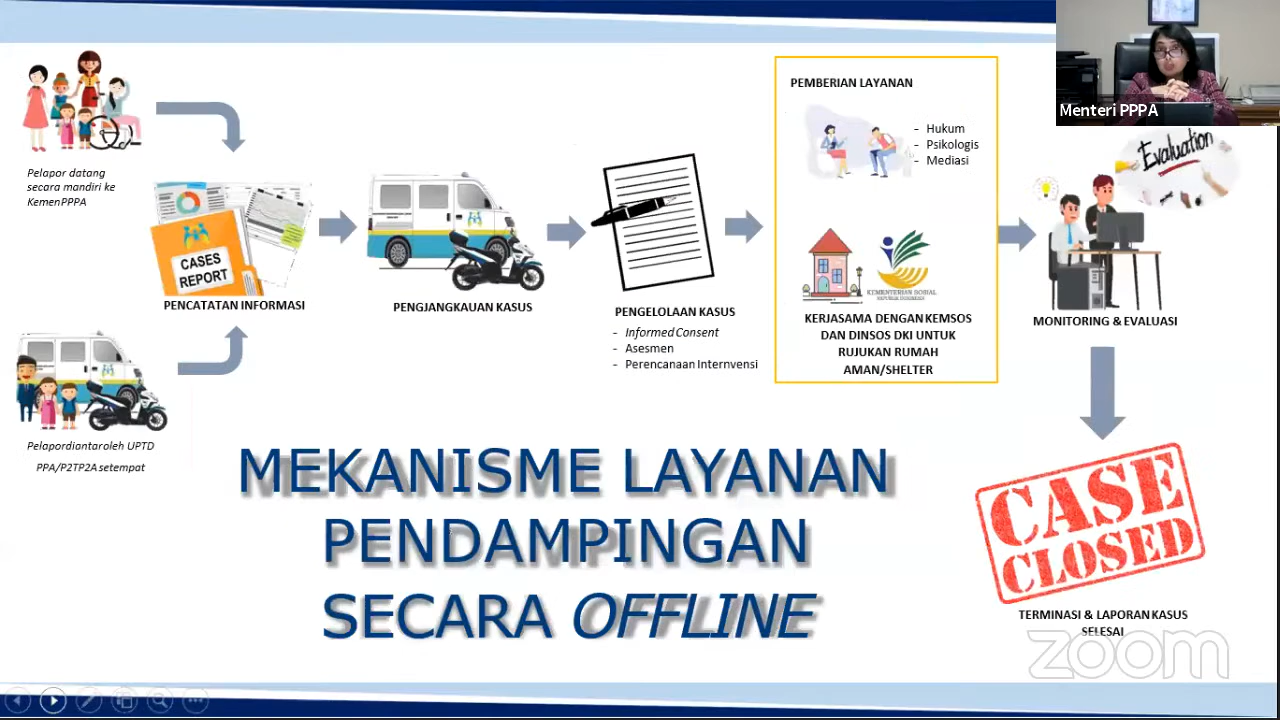 Menteri PPPA
Pelapor datang
secara mandiri ke
KemenPPPA
CASES
REPORT
PENCATATAN INFORMASI
Pelapordiantaroleh UPTD
PPA/P2TP2A setempat
PENGJANGKAUAN KASUS
PENGELOLAAN KASUS
- Informed Consent
- Asesmen
- Perencanaan Internvensi
PEMBERIAN LAYANAN
- Hukum
- Psikologis
- Mediasi
KEMENTERIAN SOSIAL
REPUBLIK INDONESIA
KERJASAMA DENGAN KEMSOS
DAN DINSOS DKI UNTUK
RUJUKAN RUMAH
AMAN/SHELTER
Evaluation
MONITORING & EVALUASI
CASE
CLOSED
TERMINASI & LAPORAN KASUS
SELESAI
MEKANISME LAYANAN
PENDAMPINGAN
SECARA OFFLINE
zoom